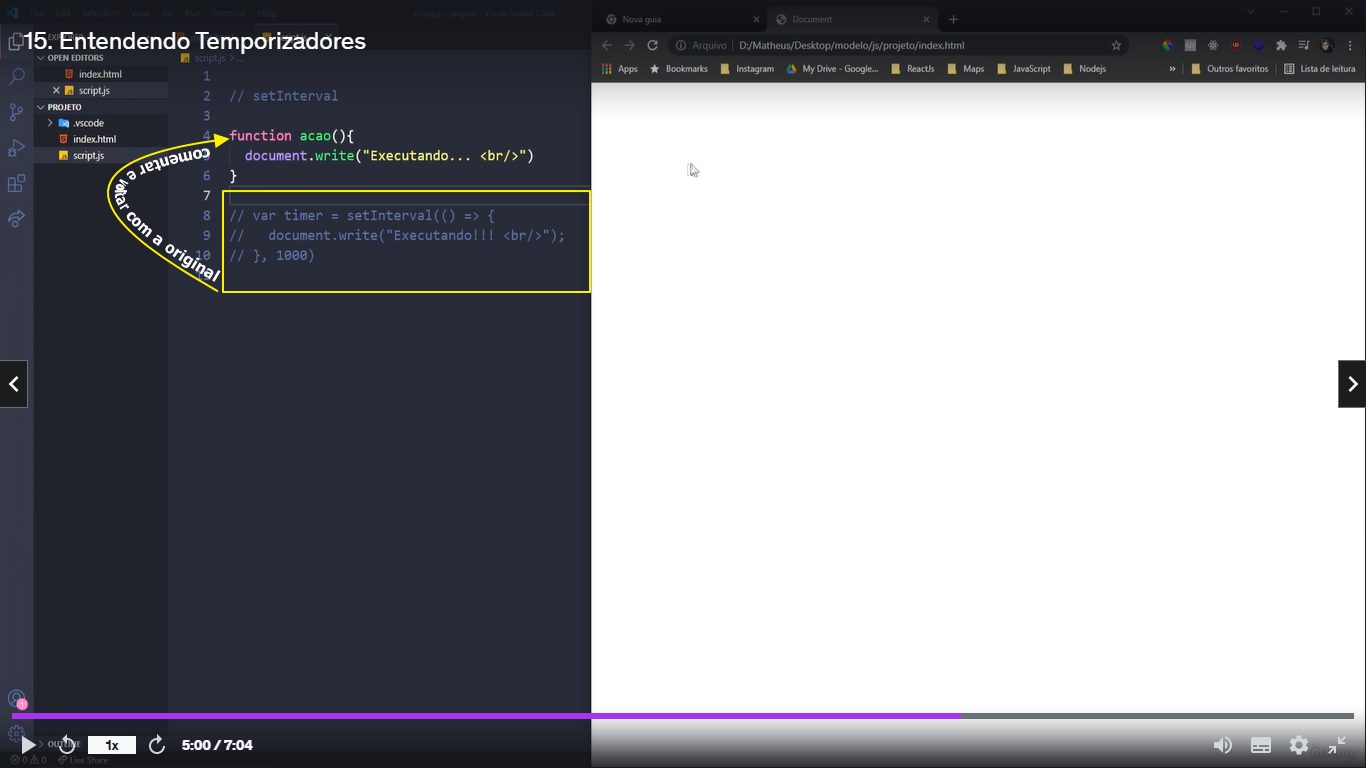 File Edit Selection View Go Run Terminal Help
script.js - projeto - Visual Studio Code
15. Entendendo Temporizadores
OPEN EDITORS
index.html
script.js
PROJETO
.vscode
index.html
script.js
script.js > ...
1
2 // setInterval
3
4 function acao(){
5 document.write("Executando... <br/>")
6 }
7
8 // var timer = setInterval(() => {
9 // document.write("Executando!!! <br/>");
10 // }, 1000)
comentar e voltar com a original
Nova guia
Document
Arquivo D:/Matheus/Desktop/modelo/js/projeto/index.html
Apps Bookmarks Instagram My Drive - Google... ReactJs Maps JavaScript Nodejs » Outros favoritos Lista de leitura
1
OUTLINE
1x
5:00 / 7:04
0 0 Live Share